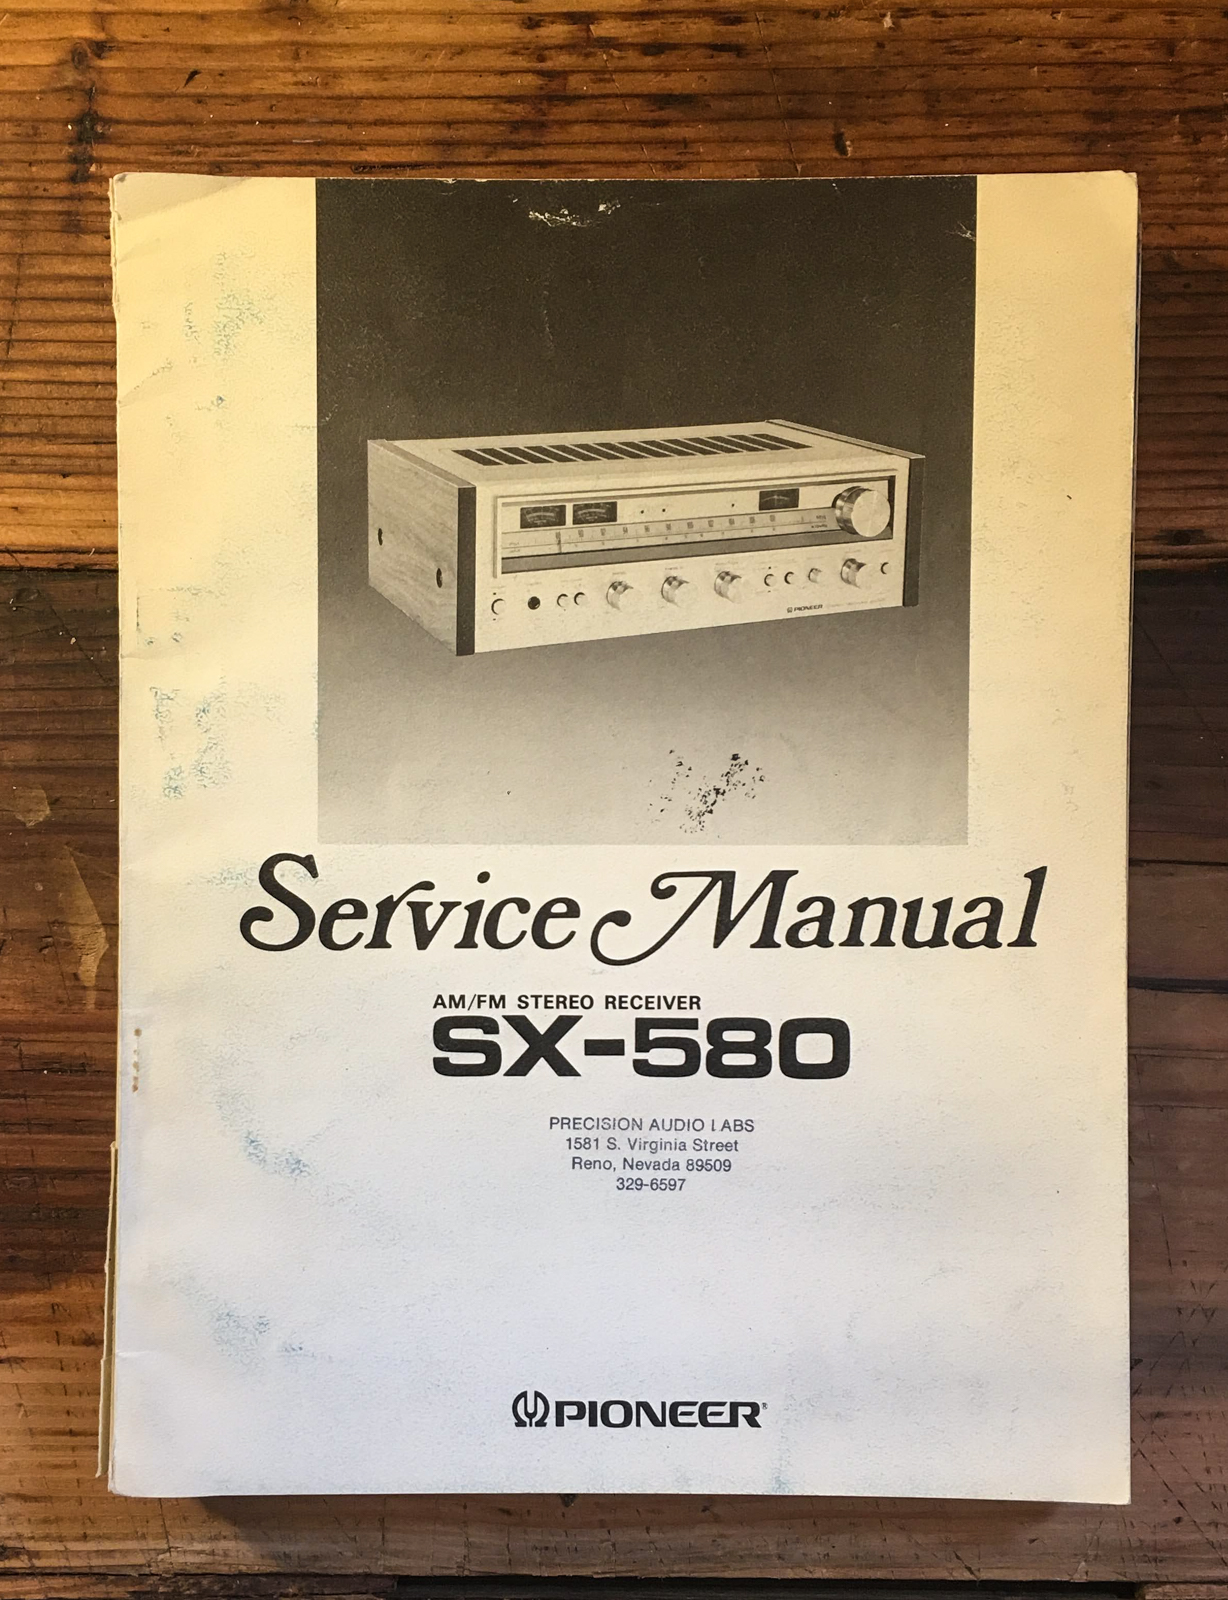 PIONEER
Service Manual
AM/FM STEREO RECEIVER
SX-580
PRECISION AUDIO LABS
1581 S. Virginia Street
Reno, Nevada 89509
329-6597
PIONEER®